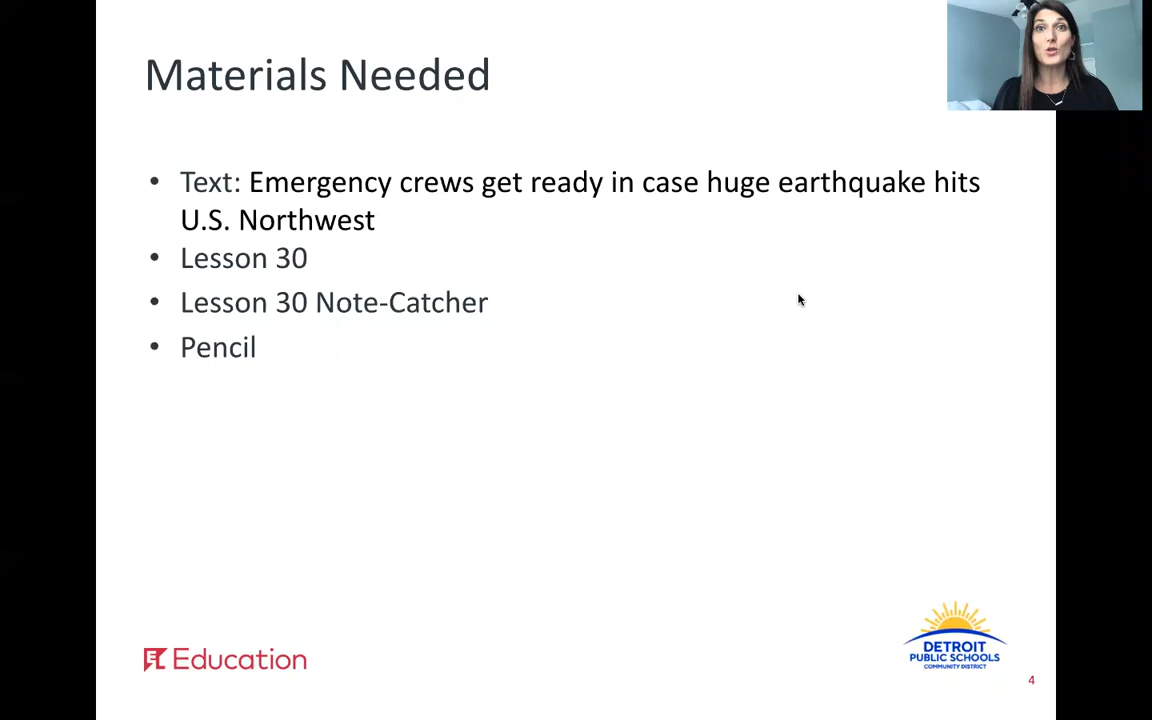 Materials Needed
• Text: Emergency crews get ready in case huge earthquake hits
U.S. Northwest
• Lesson 30
• Lesson 30 Note-Catcher
• Pencil
EL Education
DETROIT
PUBLIC SCHOOLS
COMMUNITY DISTRICT
4